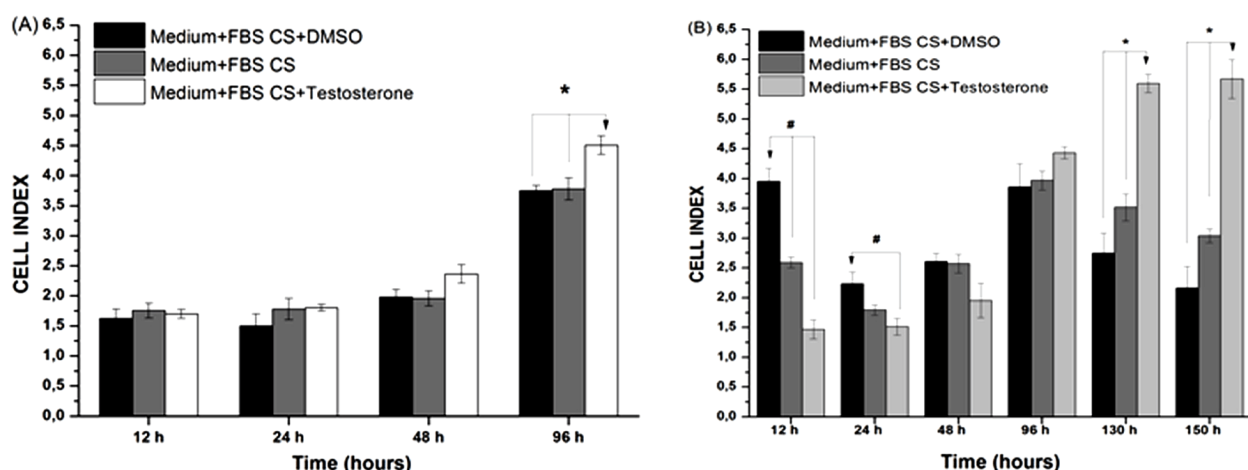 (A)
6,5
6,0
5,5
5,0
4,5
4,0
3,5
3,0
2,5
2,0
1,5
1,0
0,5
0,0
CELL INDEX
Medium+FBS CS+DMSO
Medium+FBS CS
Medium+FBS CS+Testosterone
*
12 h 24 h 48 h 96 h
Time (hours)
(B)
6,5
6,0
5,5
5,0
4,5
4,0
3,5
3,0
2,5
2,0
1,5
1,0
0,5
0,0
CELL INDEX
Medium+FBS CS+DMSO
Medium+FBS CS
Medium+FBS CS+Testosterone
# # * *
12 h 24 h 48 h 96 h 130 h 150 h
Time (hours)